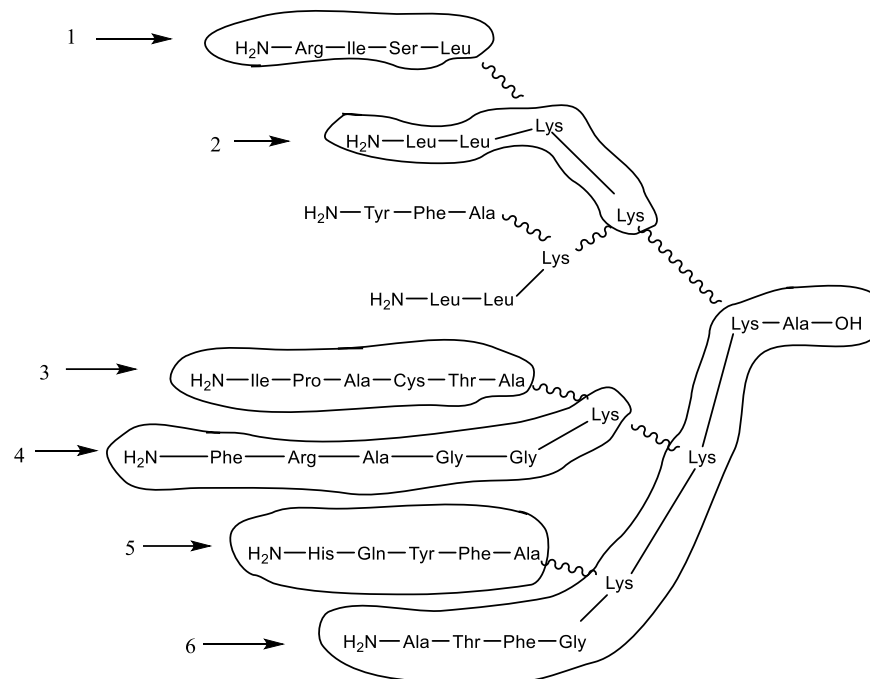 1 H₂N—Arg—Ile—Ser—Leu
2 H₂N—Leu—Leu—Lys
Lys
H₂N—Tyr—Phe—Ala
Lys
H₂N—Leu—Leu
Lys—Ala—OH
3 H₂N—Ile—Pro—Ala—Cys—Thr—Ala
Lys
4 H₂N—Phe—Arg—Ala—Gly—Gly
Lys
5 H₂N—His—Gln—Tyr—Phe—Ala
Lys
6 H₂N—Ala—Thr—Phe—Gly